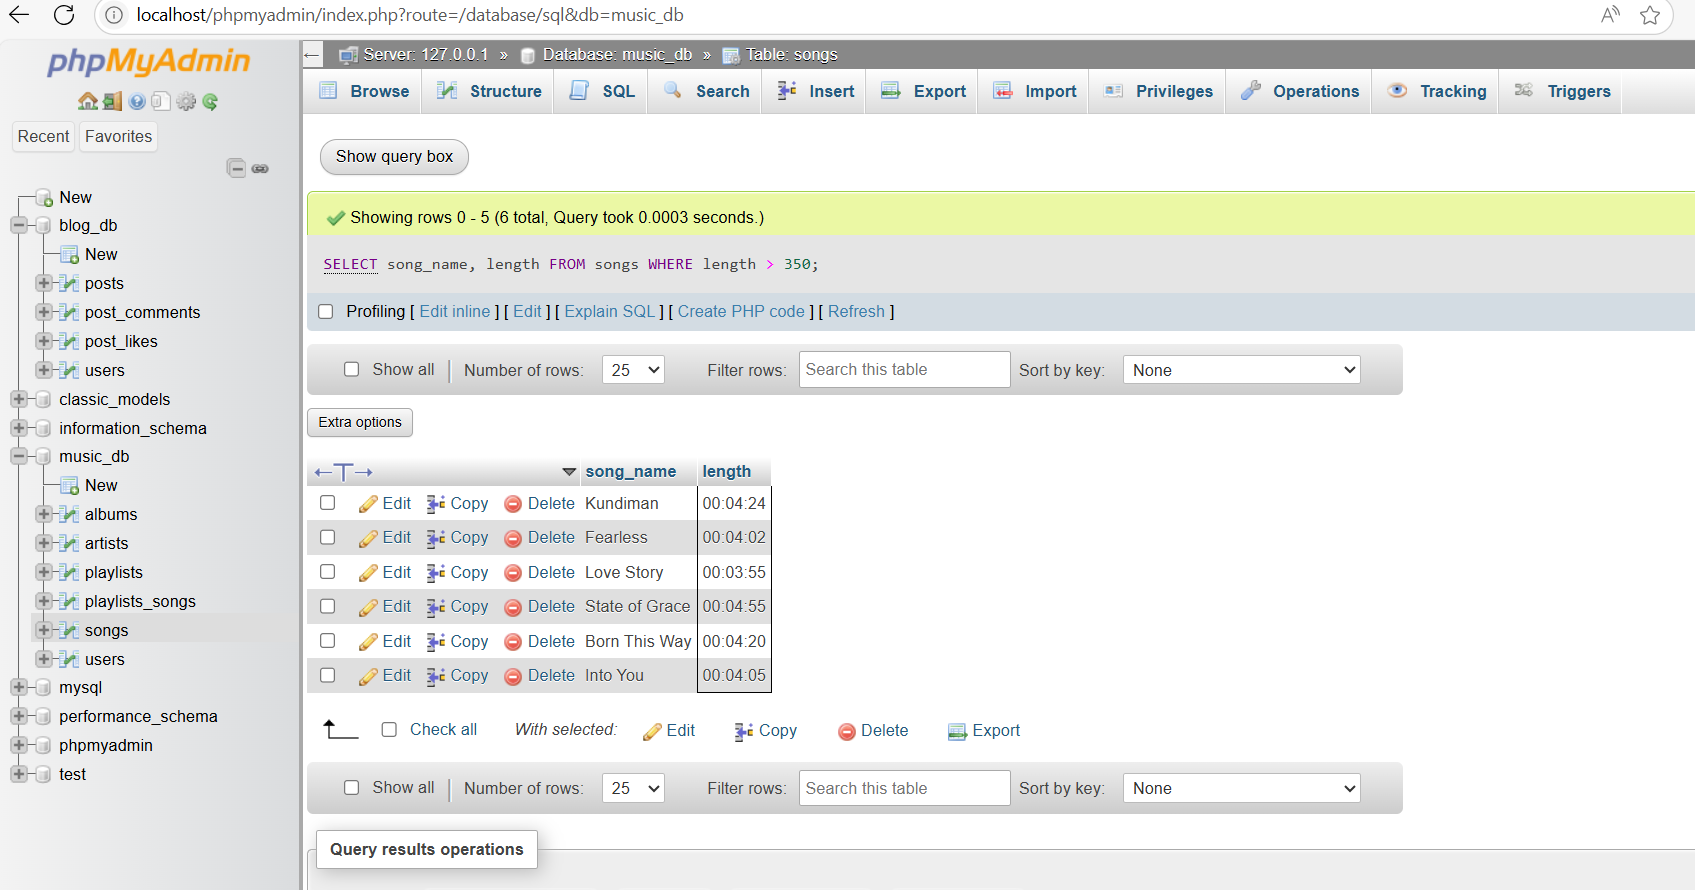 localhost/phpmyadmin/index.php?route=/database/sql&db=music_db
phpMyAdmin
Recent Favorites
New
blog_db
New
posts
post_comments
post_likes
users
classic_models
information_schema
music_db
New
albums
artists
playlists
playlists_songs
songs
users
mysql
performance_schema
phpmyadmin
test
Server: 127.0.0.1 » Database: music_db » Table: songs
Browse Structure SQL Search Insert Export Import Privileges Operations Tracking Triggers
Show query box
Showing rows 0 - 5 (6 total, Query took 0.0003 seconds.)
SELECT song_name, length FROM songs WHERE length > 350;
Profiling [ Edit inline ] [ Edit ] [ Explain SQL ] [ Create PHP code ] [ Refresh ]
Show all Number of rows: 25 Filter rows: Search this table Sort by key: None
Extra options
song_name length
Edit Copy Delete Kundiman 00:04:24
Edit Copy Delete Fearless 00:04:02
Edit Copy Delete Love Story 00:03:55
Edit Copy Delete State of Grace 00:04:55
Edit Copy Delete Born This Way 00:04:20
Edit Copy Delete Into You 00:04:05
Check all With selected: Edit Copy Delete Export
Show all Number of rows: 25 Filter rows: Search this table Sort by key: None
Query results operations